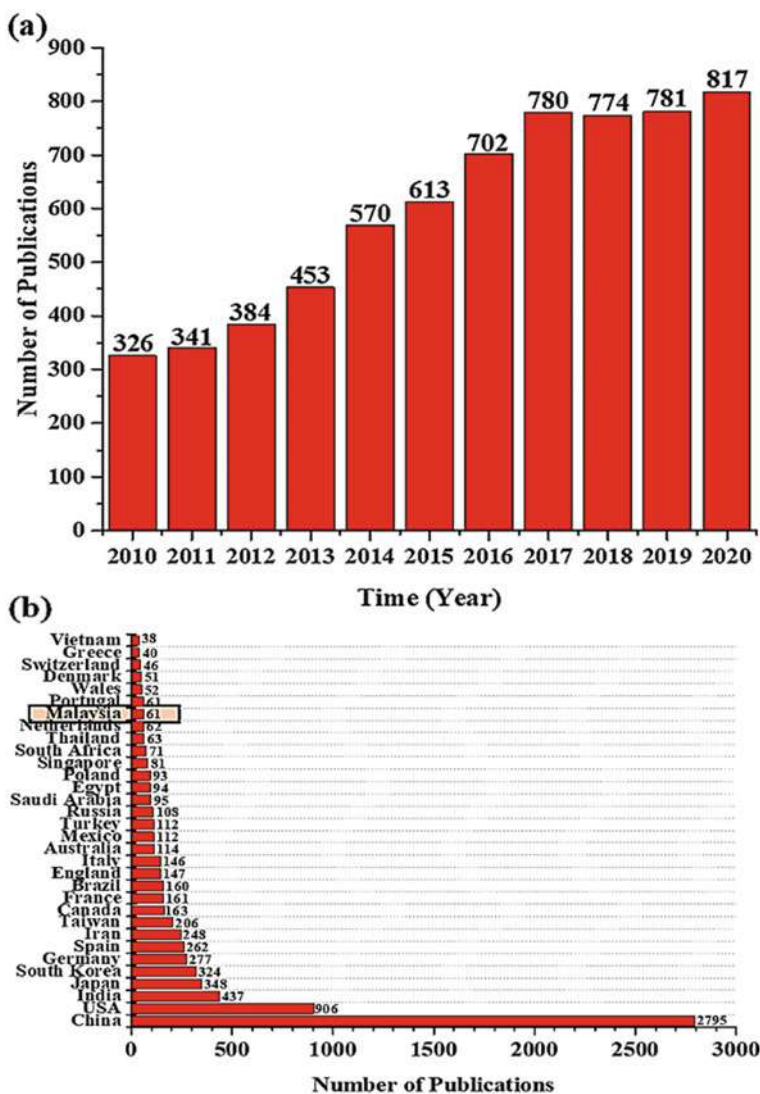 (a)
Number of Publications
900
800
700
600
500
400
300
200
100
0
326
341
384
453
570
613
702
780
774
781
817
2010 2011 2012 2013 2014 2015 2016 2017 2018 2019 2020
Time (Year)
(b)
Vietnam 38
Greece 40
Switzerland 46
Denmark 51
Wales 52
Portugal 61
Malaysia 61
Netherlands 62
Thailand 63
South Africa 71
Singapore 81
Poland 93
Egypt 94
Saudi Arabia 95
Russia 108
Turkey 112
Mexico 112
Australia 114
Italy 146
England 147
Brazil 160
France 161
Canada 163
Taiwan 206
Iran 248
Spain 262
Germany 277
South Korea 324
Japan 348
India 437
USA 906
China 2795
0 500 1000 1500 2000 2500 3000
Number of Publications